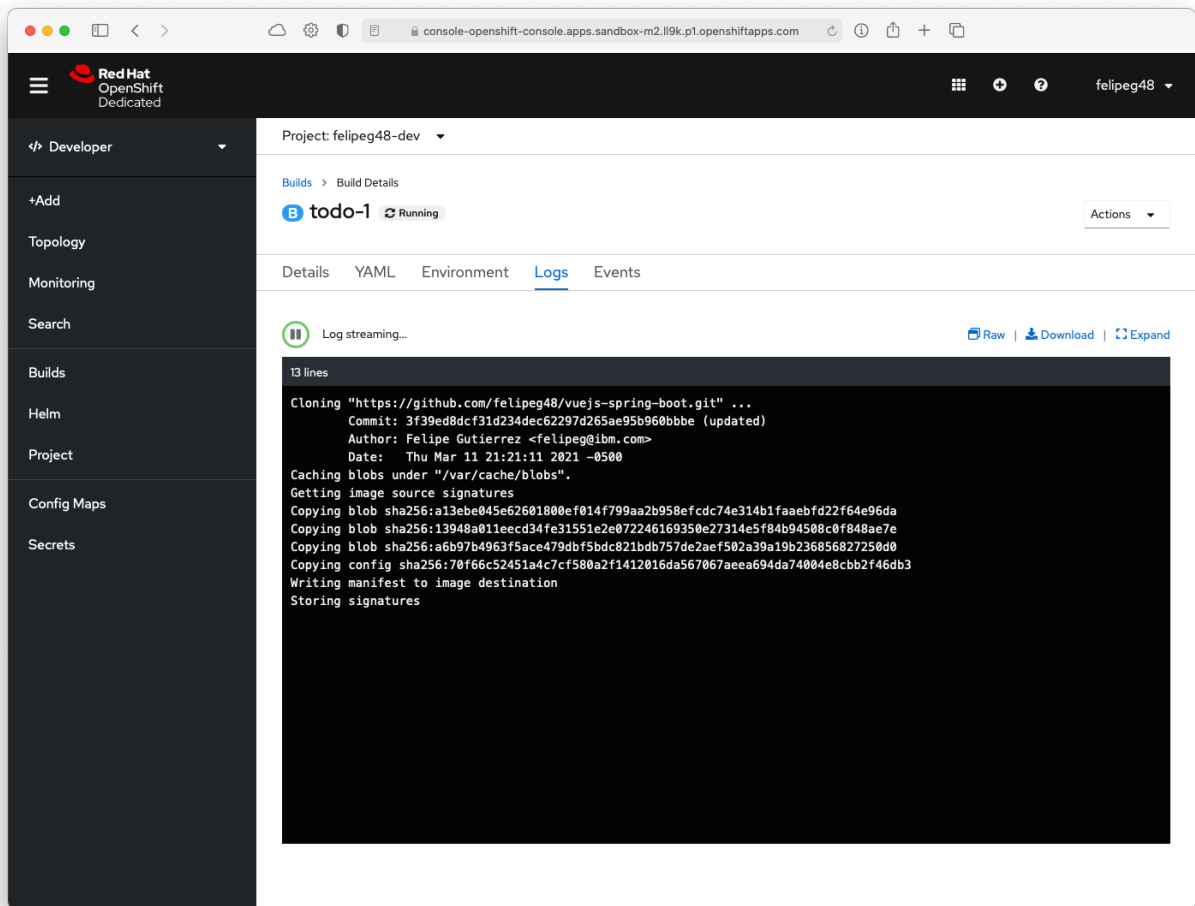 console-openshift-console.apps.sandbox-m2.ll9k.p1.openshiftapps.com
Red Hat
OpenShift
Dedicated
felipeg48
Developer
+Add
Topology
Monitoring
Search
Builds
Helm
Project
Config Maps
Secrets
Project: felipeg48-dev
Builds > Build Details
B todo-1 Running
Actions
Details YAML Environment Logs Events
Log streaming...
Raw | Download | Expand
13 lines
Cloning "https://github.com/felipeg48/vuejs-spring-boot.git" ...
Commit: 3f39ed8dcf31d234dec62297d265ae95b960bbbe (updated)
Author: Felipe Gutierrez <felipeg@ibm.com>
Date: Thu Mar 11 21:21:11 2021 -0500
Caching blobs under "/var/cache/blobs".
Getting image source signatures
Copying blob sha256:a13ebe045e62601800ef014f799aa2b958efcdc74e314b1faaebfd22f64e96da
Copying blob sha256:13948a011eecd34fe31551e2e072246169350e27314e5f84b94508c0f848ae7e
Copying blob sha256:a6b97b4963f5ace479dbf5bdc821bdb757de2aef502a39a19b236856827250d0
Copying config sha256:70f66c52451a4c7cf580a2f1412016da567067aeea694da74004e8cbb2f46db3
Writing manifest to image destination
Storing signatures